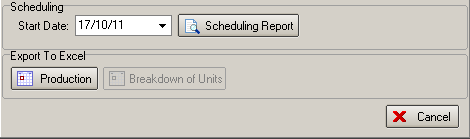 Scheduling
Start Date: 17/10/11 Scheduling Report
Export To Excel
Production Breakdown of Units
Cancel